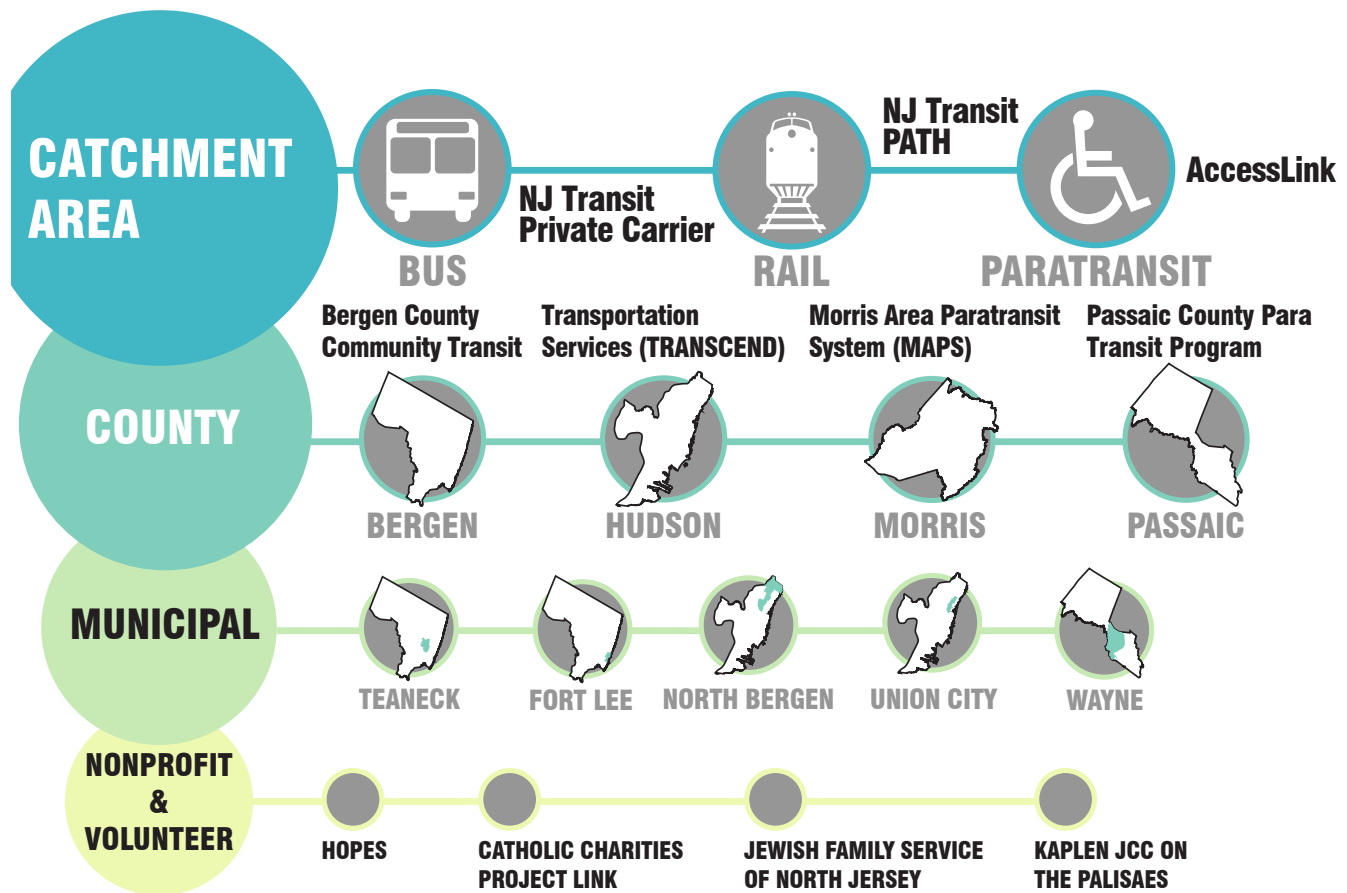 CATCHMENT
AREA
NJ Transit
Private Carrier
NJ Transit
PATH
AccessLink
BUS
RAIL
PARATRANSIT
COUNTY
Bergen County
Community Transit
Transportation
Services (TRANSCEND)
Morris Area Paratransit
System (MAPS)
Passaic County Para
Transit Program
BERGEN
HUDSON
MORRIS
PASSAIC
MUNICIPAL
TEANECK
FORT LEE
NORTH BERGEN
UNION CITY
WAYNE
NONPROFIT
&
VOLUNTEER
HOPES
CATHOLIC CHARITIES
PROJECT LINK
JEWISH FAMILY SERVICE
OF NORTH JERSEY
KAPLEN JCC ON
THE PALISAES